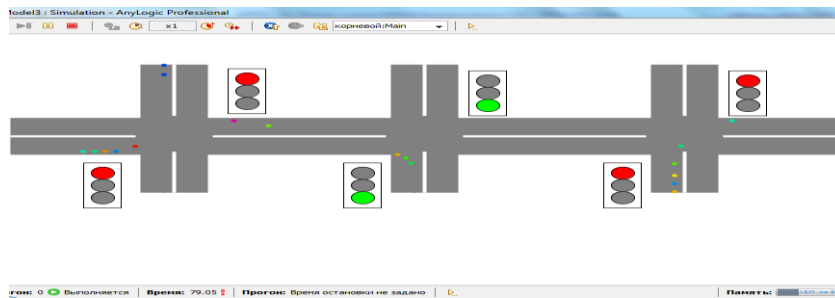 Model3 : Simulation - AnyLogic Professional
x1 корневой:Main
Прогон: 0 Выполняется Время: 79.05 Прогон: Время остановки не задано Память: